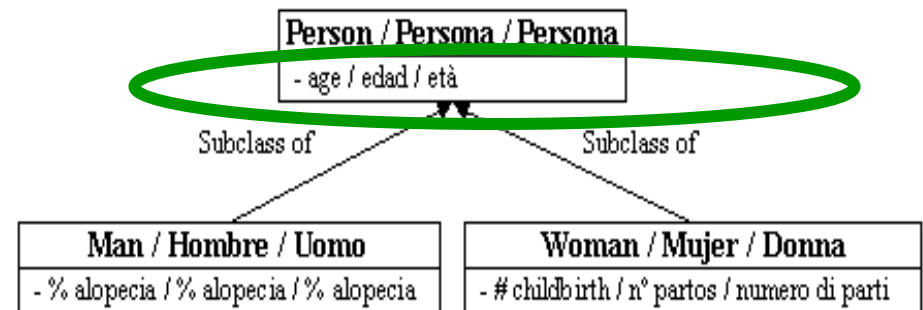 Person / Persona / Persona
- age / edad / età
Subclass of
Subclass of
Man / Hombre / Uomo
- % alopecia / % alopecia / % alopecia
Woman / Mujer / Donna
- # childbirth / nº partos / numero di parti